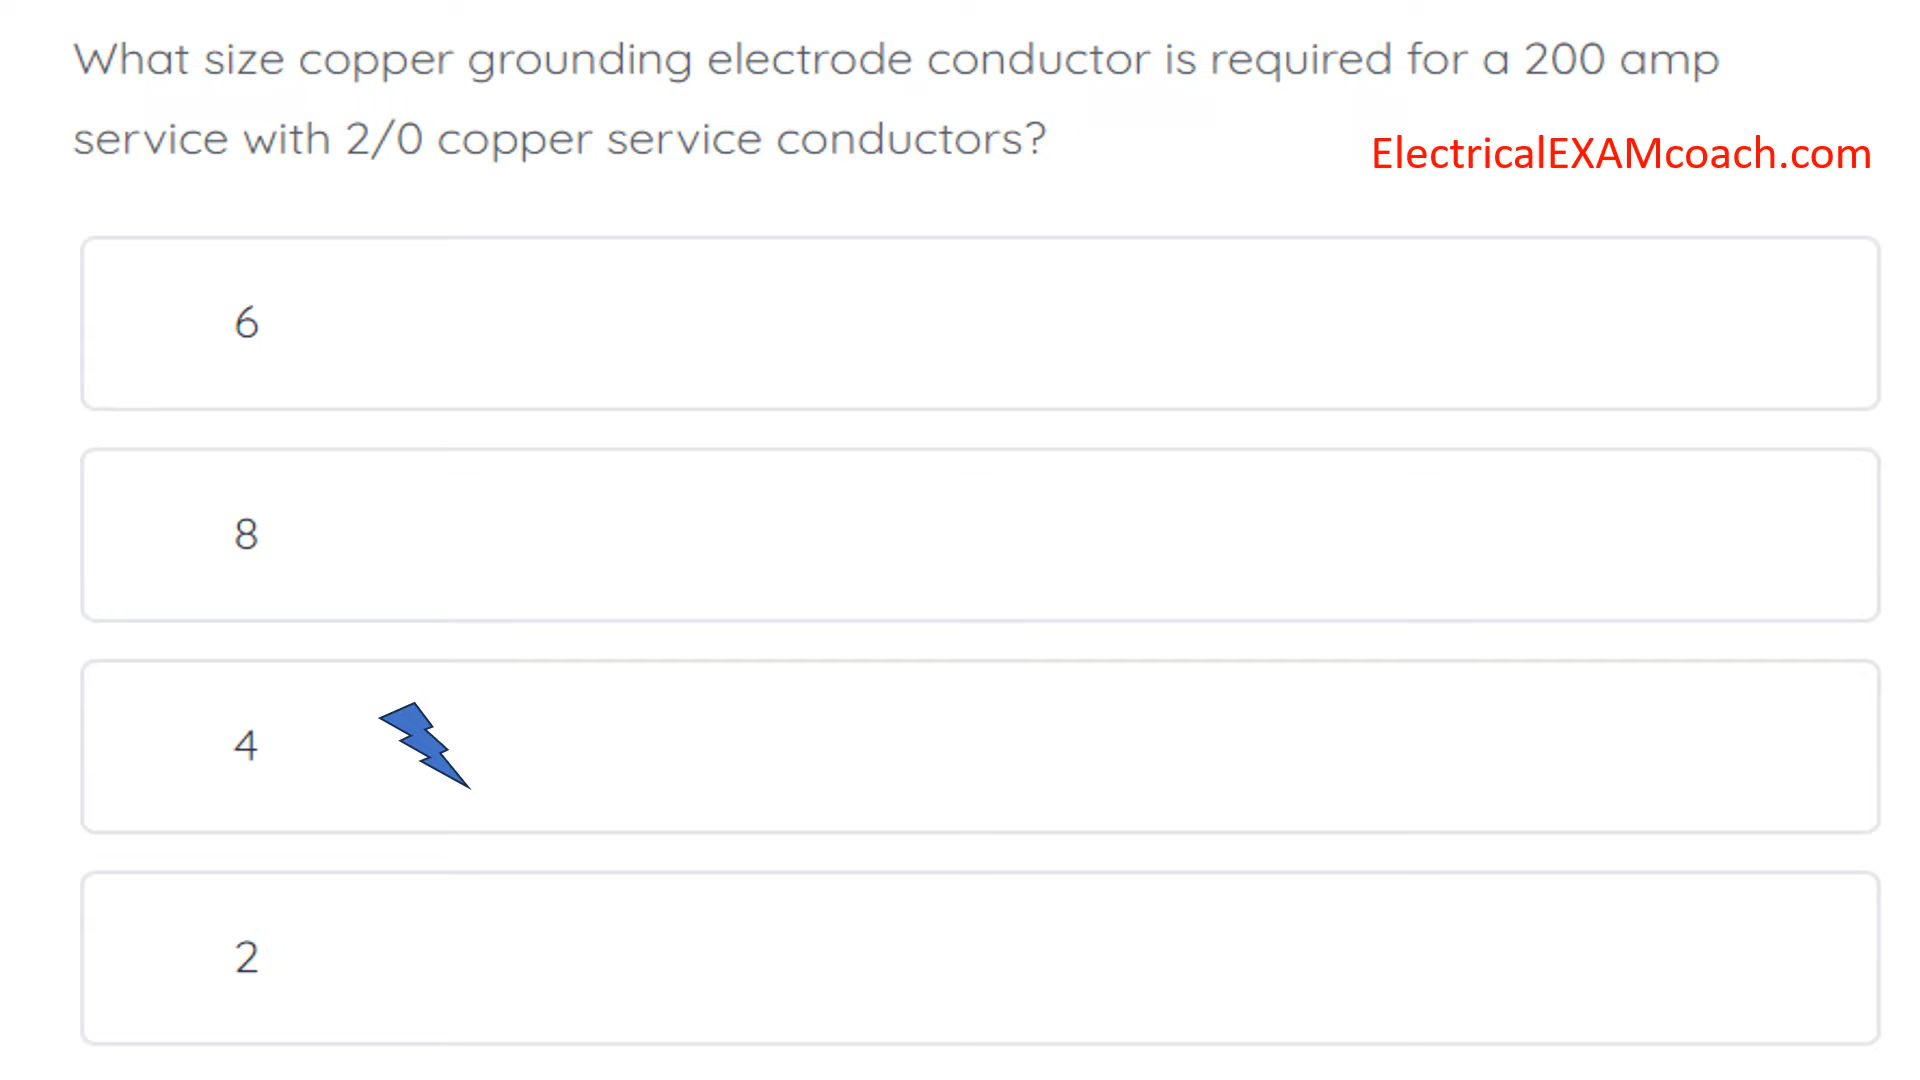 What size copper grounding electrode conductor is required for a 200 amp
service with 2/0 copper service conductors?
ElectricalEXAMcoach.com
6
8
4
2